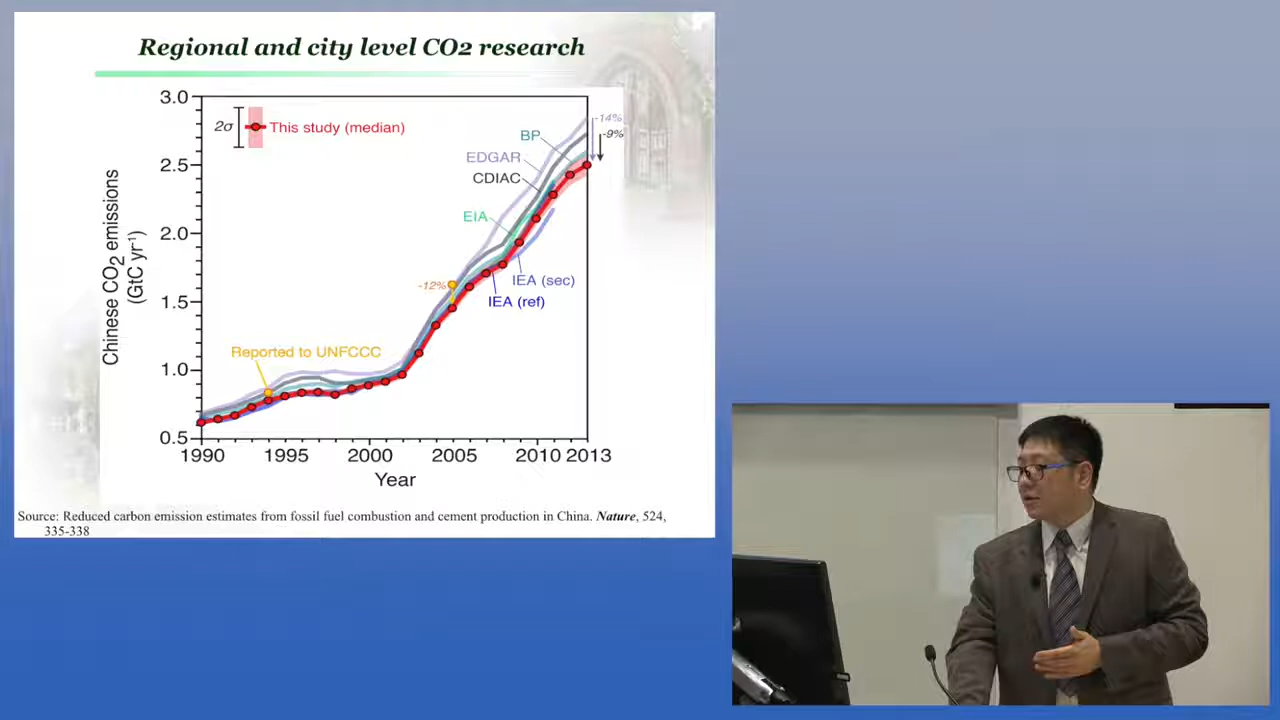 Regional and city level CO2 research
3.0
2.5
2.0
1.5
1.0
0.5
Chinese CO2 emissions
(GtC yr-1)
2σ
This study (median)
-14%
-9%
BP
EDGAR
CDIAC
EIA
IEA (sec)
-12%
IEA (ref)
Reported to UNFCCC
1990 1995 2000 2005 2010 2013
Year
Source: Reduced carbon emission estimates from fossil fuel combustion and cement production in China. Nature, 524,
335-338